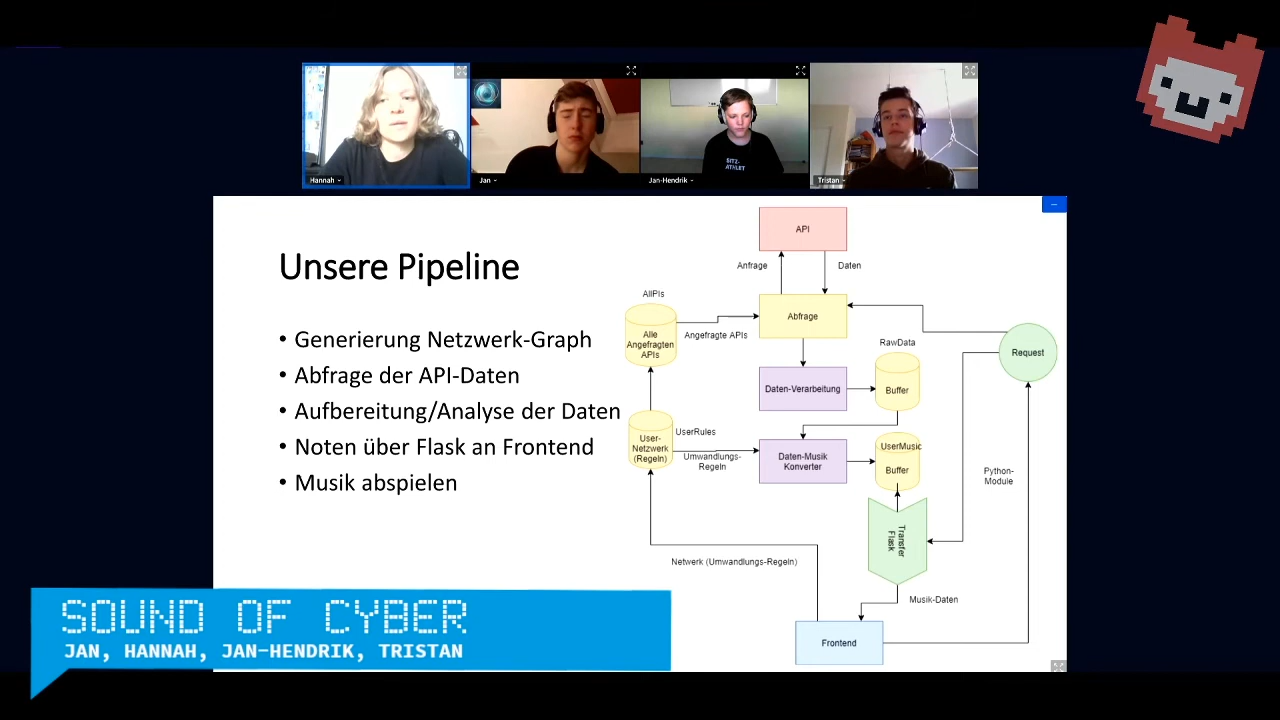 Hannah
Jan
Jan-Hendrik
Tristan
SITZ-
ATHLET
Unsere Pipeline
• Generierung Netzwerk-Graph
• Abfrage der API-Daten
• Aufbereitung/Analyse der Daten
• Noten über Flask an Frontend
• Musik abspielen
API
Anfrage
Daten
AllPIs
Alle
Angefragten
APIs
Angefragte APIs
Abfrage
Request
RawData
Daten-Verarbeitung
Buffer
UserRules
User-
Netzwerk
(Regeln)
Umwandlungs-
Regeln
Daten-Musik
Konverter
UserMusic
Buffer
Python-
Module
Transfer
Flask
Netwerk (Umwandlungs-Regeln)
Musik-Daten
Frontend
SOUND OF CYBER
JAN, HANNAH, JAN-HENDRIK, TRISTAN